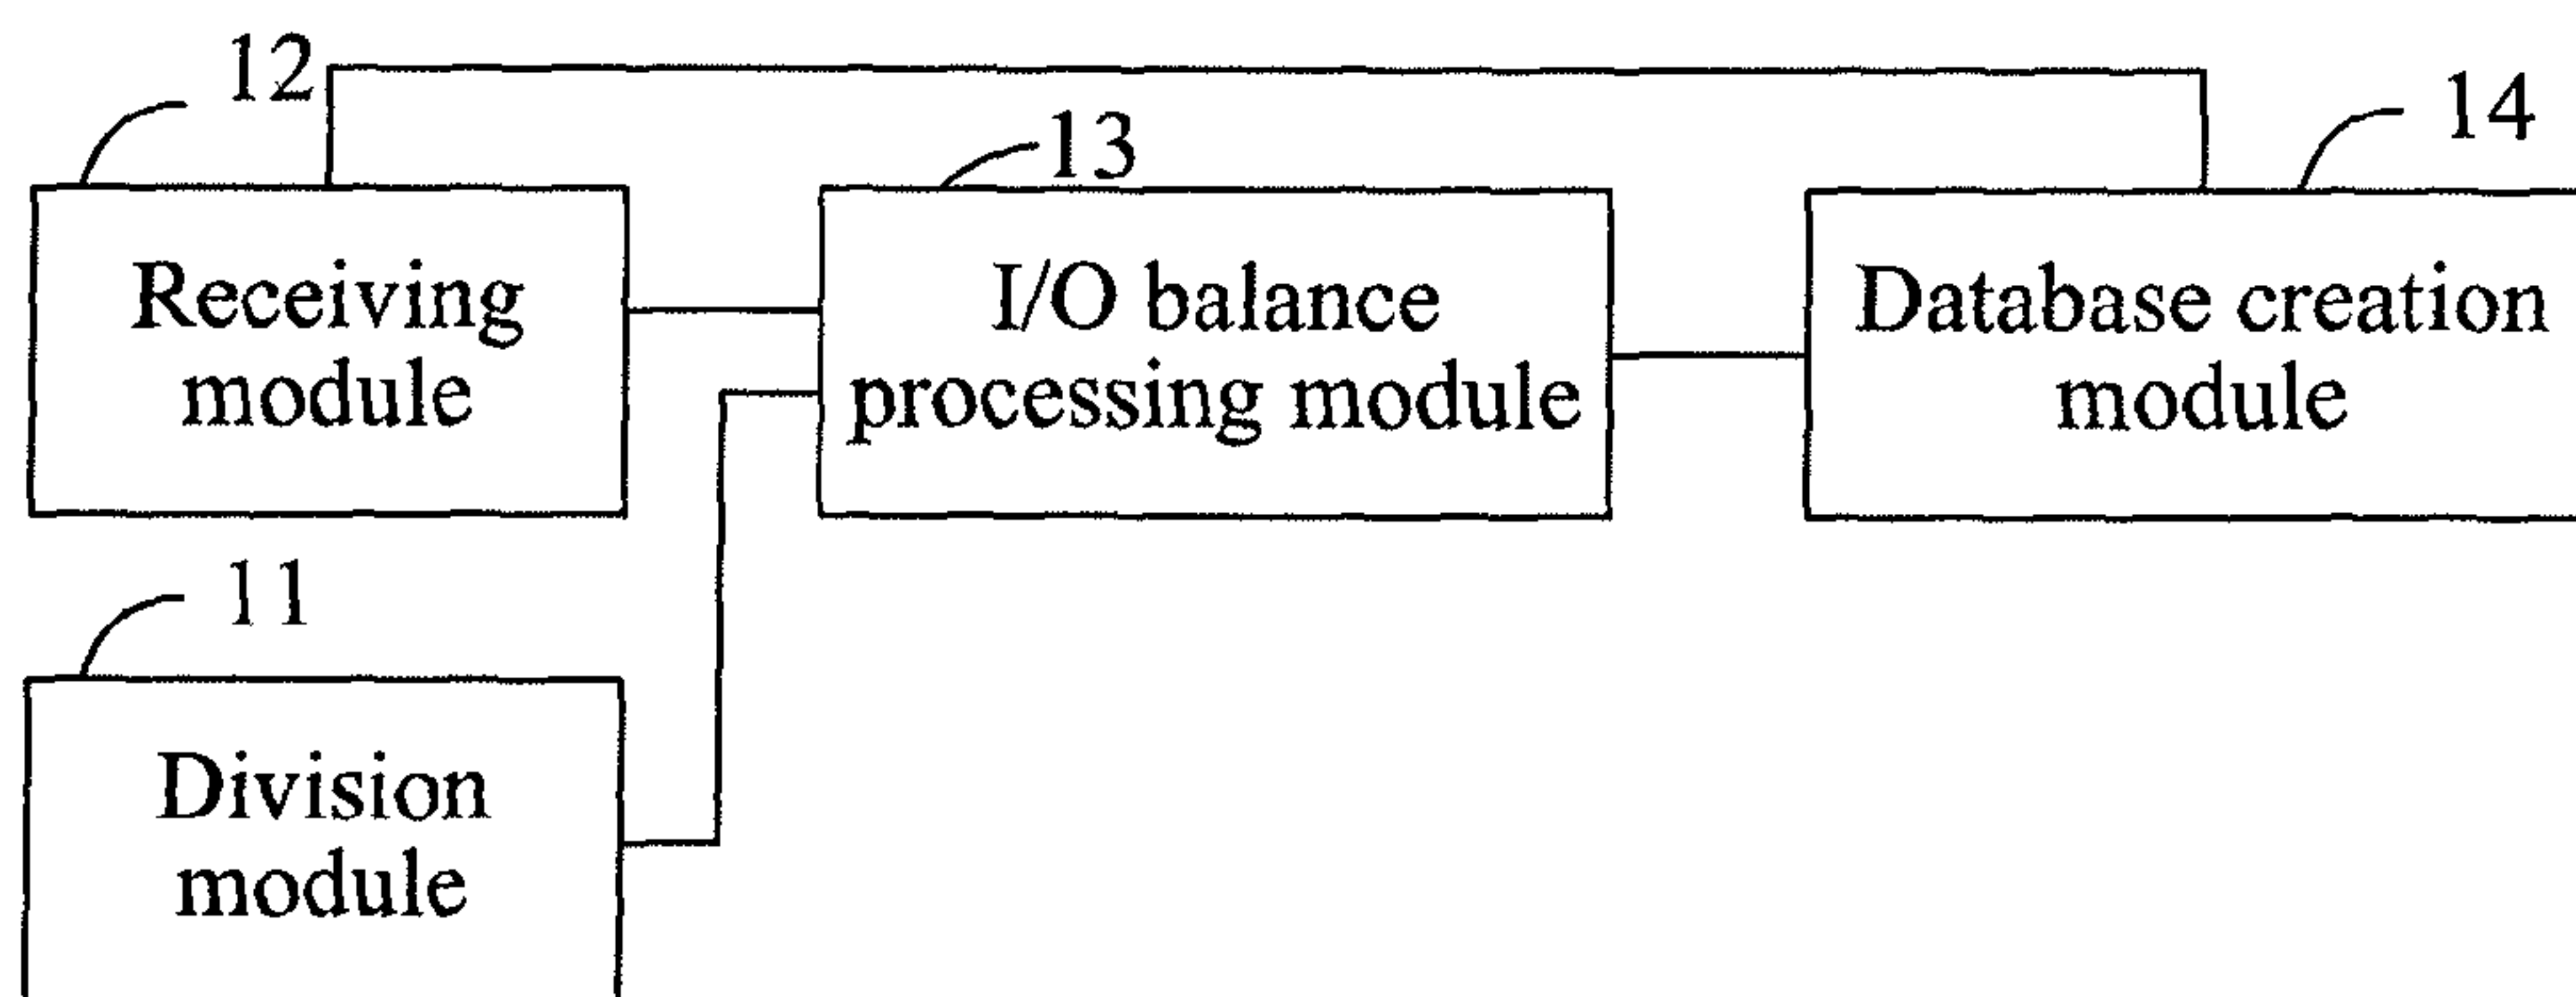 12
13
14
Receiving
module
I/O balance
processing module
Database creation
module
11
Division
module